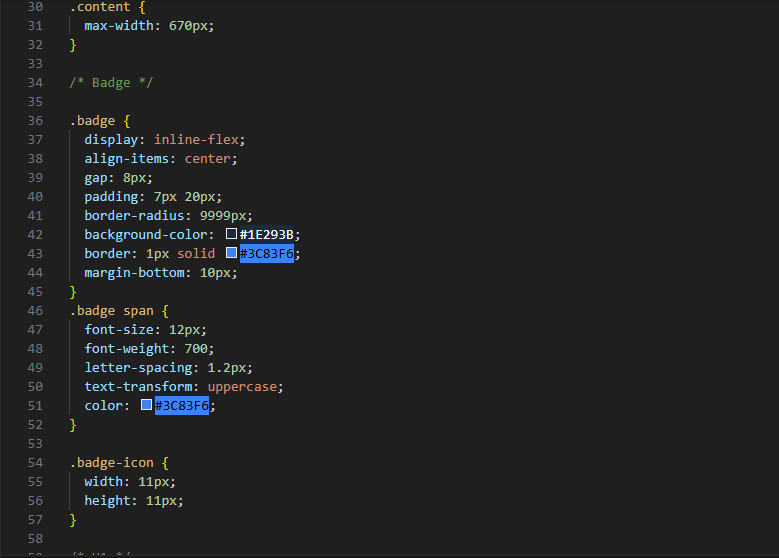 30 .content {
31 max-width: 670px;
32 }
33
34 /* Badge */
35
36 .badge {
37 display: inline-flex;
38 align-items: center;
39 gap: 8px;
40 padding: 7px 20px;
41 border-radius: 9999px;
42 background-color: #1E293B;
43 border: 1px solid #3C83F6;
44 margin-bottom: 10px;
45 }
46 .badge span {
47 font-size: 12px;
48 font-weight: 700;
49 letter-spacing: 1.2px;
50 text-transform: uppercase;
51 color: #3C83F6;
52 }
53
54 .badge-icon {
55 width: 11px;
56 height: 11px;
57 }
58